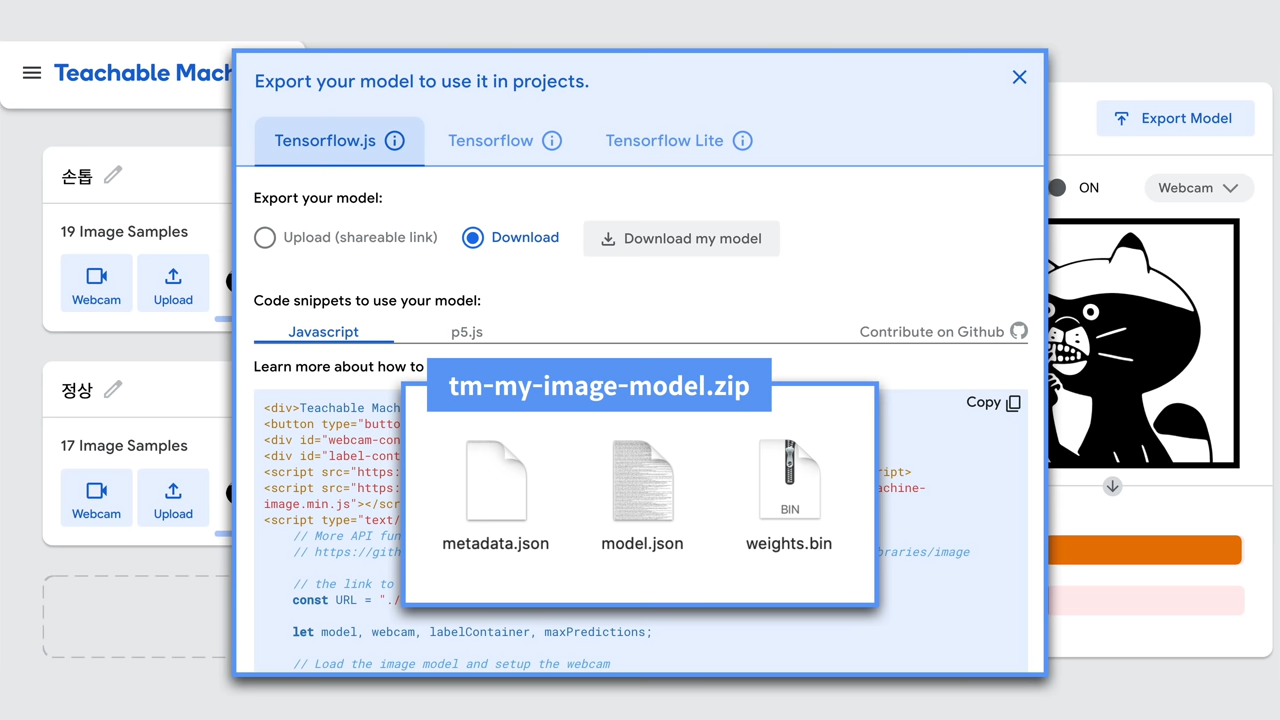 Teachable Mach
Export your model to use it in projects.
Tensorflow.js
Tensorflow
Tensorflow Lite
Export Model
ON
Webcam
손톱
19 Image Samples
Webcam
Upload
정상
17 Image Samples
Webcam
Upload
Export your model:
Upload (shareable link)
Download
Download my model
Code snippets to use your model:
Javascript
p5.js
Contribute on Github
Learn more about how to
Copy
tm-my-image-model.zip
BIN
metadata.json
model.json
weights.bin
<div>Teachable Mach
<button type="butto
<div id="webcam-con
<div id="label-cont
<script src="https: ript>
<script src="https: achine-
image.min.js"></scr
<script type="text/
// More API fun
// https://gith braries/image
// the link to
const URL = "./
let model, webcam, labelContainer, maxPredictions;
// Load the image model and setup the webcam